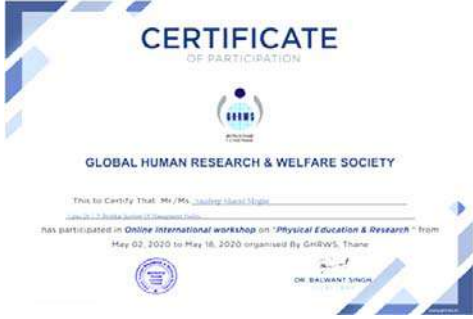 CERTIFICATE
OF PARTICIPATION
GHRWS
GLOBAL HUMAN RESEARCH & WELFARE SOCIETY
This to Certify That Mr/Ms.
has participated in Online International workshop on "Physical Education & Research" from
May 02, 2020 to May 18, 2020 organised By GHRWS, Thane
DR. BALWANT SINGH